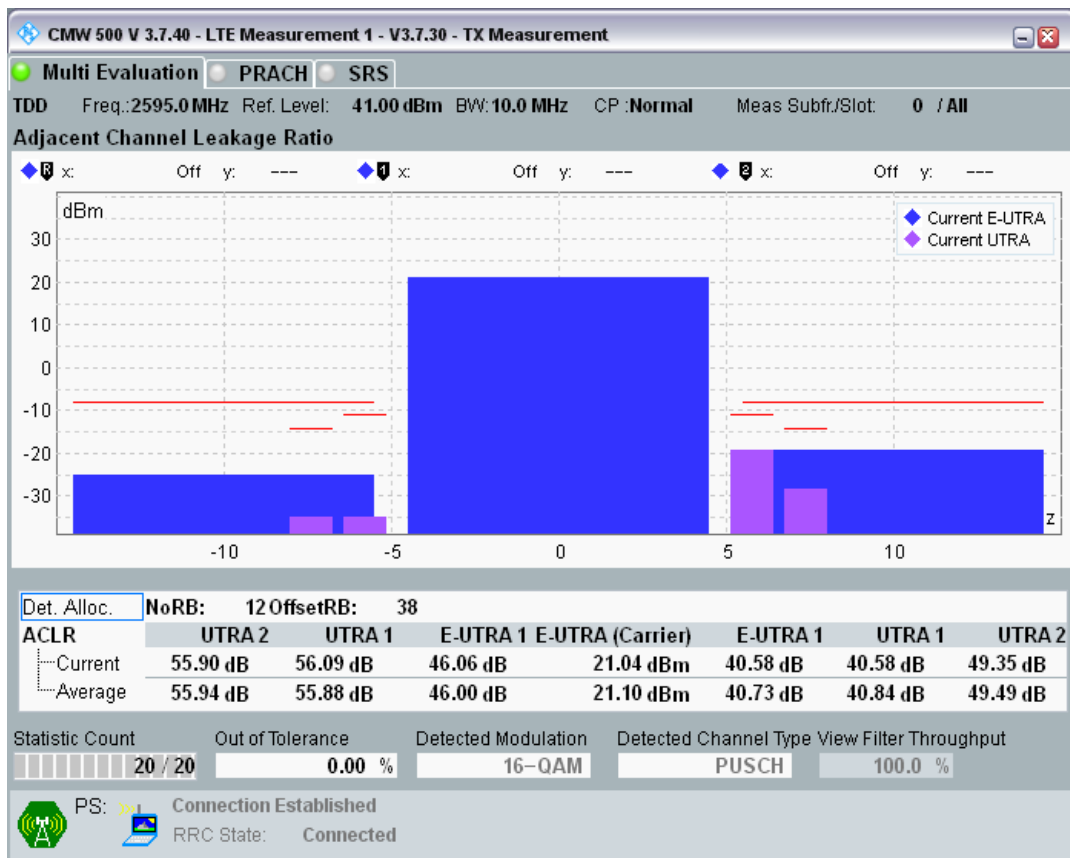 CMW 500 V 3.7.40 - LTE Measurement 1 - V3.7.30 - TX Measurement
Multi Evaluation PRACH SRS
TDD Freq.:2595.0 MHz Ref. Level: 41.00 dBm BW:10.0 MHz CP :Normal Meas Subfr./Slot: 0 / All
Adjacent Channel Leakage Ratio
R x: Off y: --- 1 x: Off y: --- 2 x: Off y: ---
dBm
Current E-UTRA
Current UTRA
30
20
10
0
-10
-20
-30
z
-10 -5 0 5 10
Det. Alloc. NoRB: 12 OffsetRB: 38
ACLR UTRA 2 UTRA 1 E-UTRA 1 E-UTRA (Carrier) E-UTRA 1 UTRA 1 UTRA 2
Current 55.90 dB 56.09 dB 46.06 dB 21.04 dBm 40.58 dB 40.58 dB 49.35 dB
Average 55.94 dB 55.88 dB 46.00 dB 21.10 dBm 40.73 dB 40.84 dB 49.49 dB
Statistic Count Out of Tolerance Detected Modulation Detected Channel Type View Filter Throughput
20 / 20 0.00 % 16-QAM PUSCH 100.0 %
PS: Connection Established
RRC State: Connected